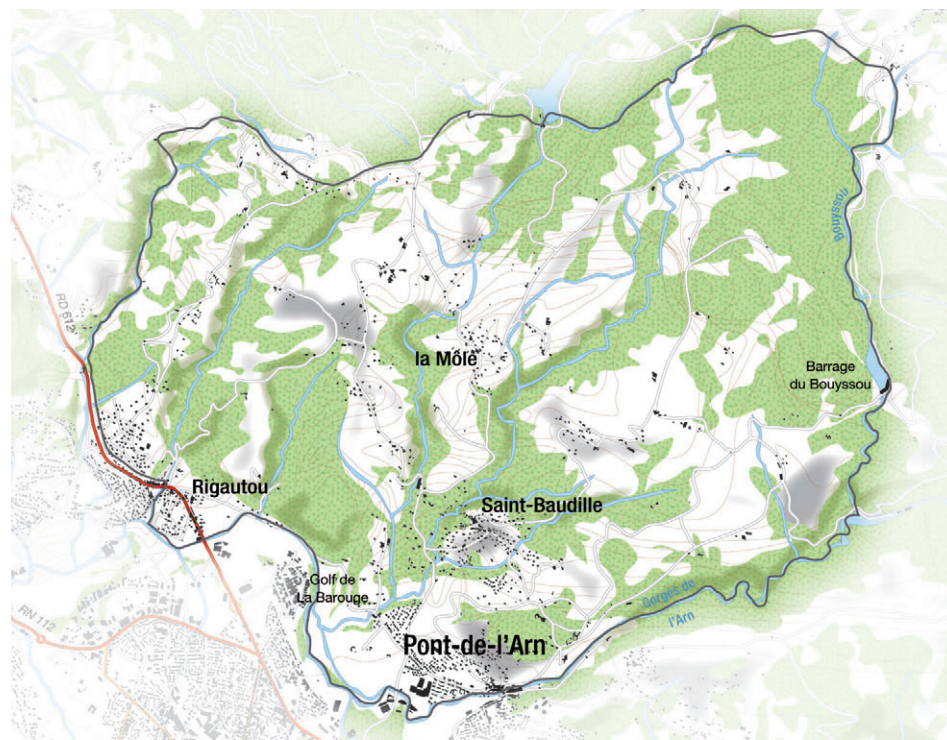 Bouyssou
RD 612
la Môle
Barrage
du Bouyssou
Rigautou
Saint-Baudille
Golf de
La Barouge
Gorges de
l'Arn
RN 112
Pont-de-l'Arn